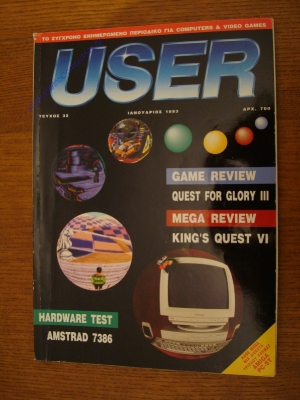 ΤΟ ΣΥΓΧΡΟΝΟ ΕΝΗΜΕΡΩΜΕΝΟ ΠΕΡΙΟΔΙΚΟ ΓΙΑ COMPUTERS & VIDEO GAMES
USER
ΤΕΥΧΟΣ 33 ΙΑΝΟΥΑΡΙΟΣ 1993 ΔΡΧ. 700
GAME REVIEW
QUEST FOR GLORY III
MEGA REVIEW
KING'S QUEST VI
HARDWARE TEST
AMSTRAD 7386